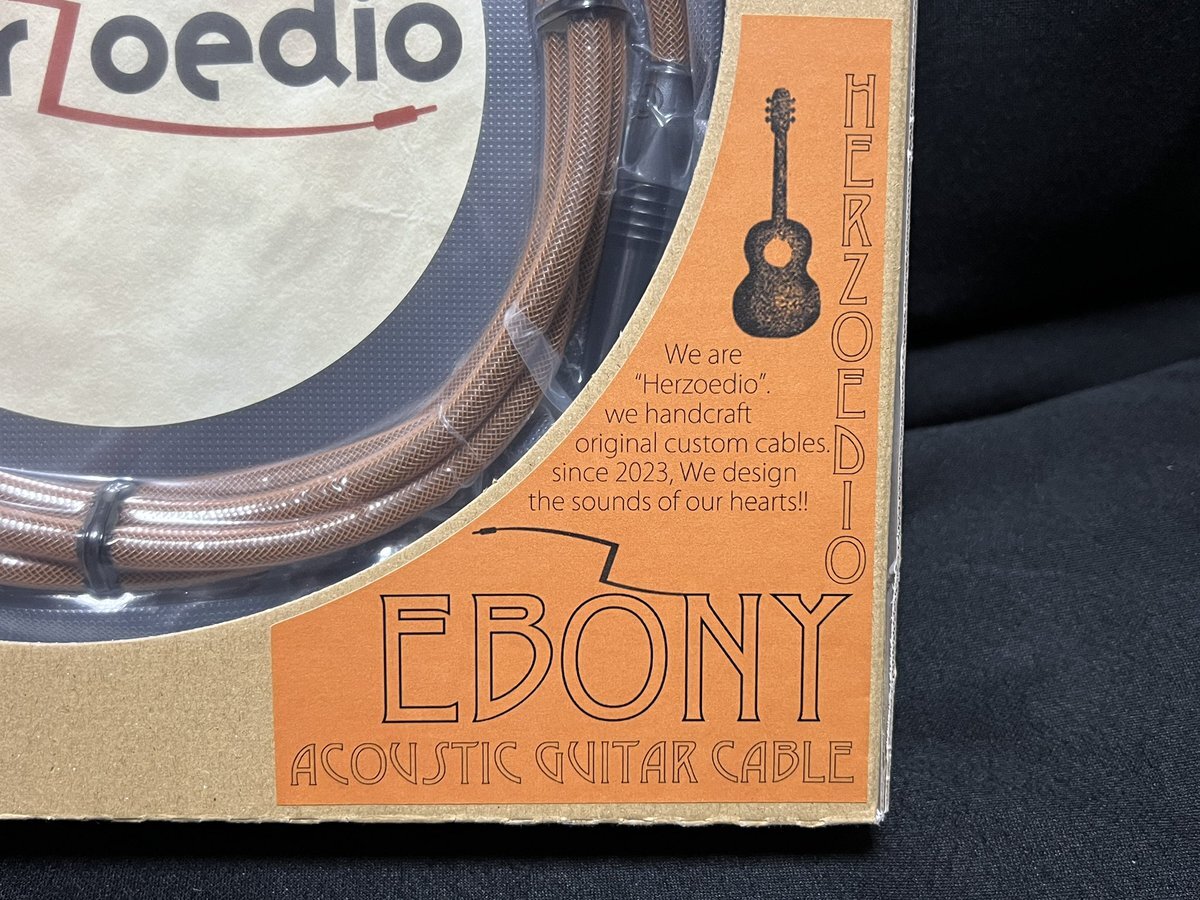 rzoedio
HERZOEDIO
We are
“Herzoedio”.
we handcraft
original custom cables.
since 2023, We design
the sounds of our hearts!!
EBONY
ACOUSTIC GUITAR CABLE